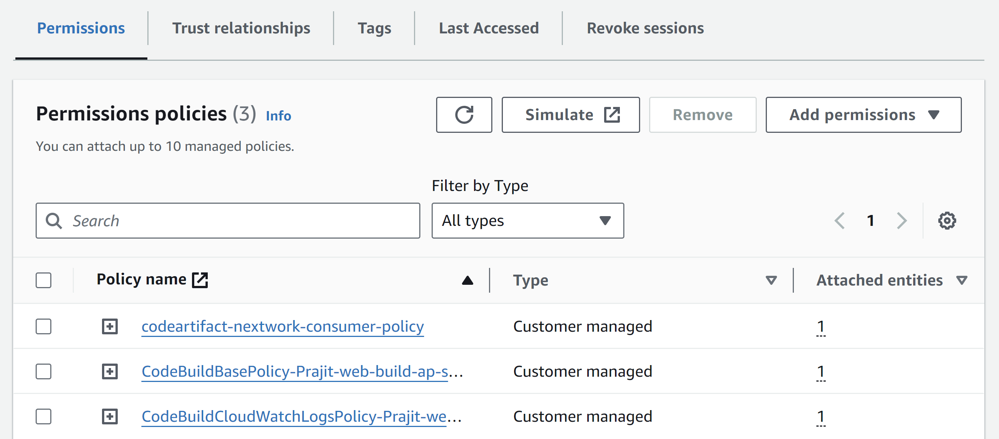 Permissions
Trust relationships
Tags
Last Accessed
Revoke sessions
Permissions policies (3) Info
Simulate
Remove
Add permissions
You can attach up to 10 managed policies.
Filter by Type
Search
All types
1
Policy name
Type
Attached entities
codeartifact-nextwork-consumer-policy
Customer managed
1
CodeBuildBasePolicy-Prajit-web-build-ap-s...
Customer managed
1
CodeBuildCloudWatchLogsPolicy-Prajit-we...
Customer managed
1